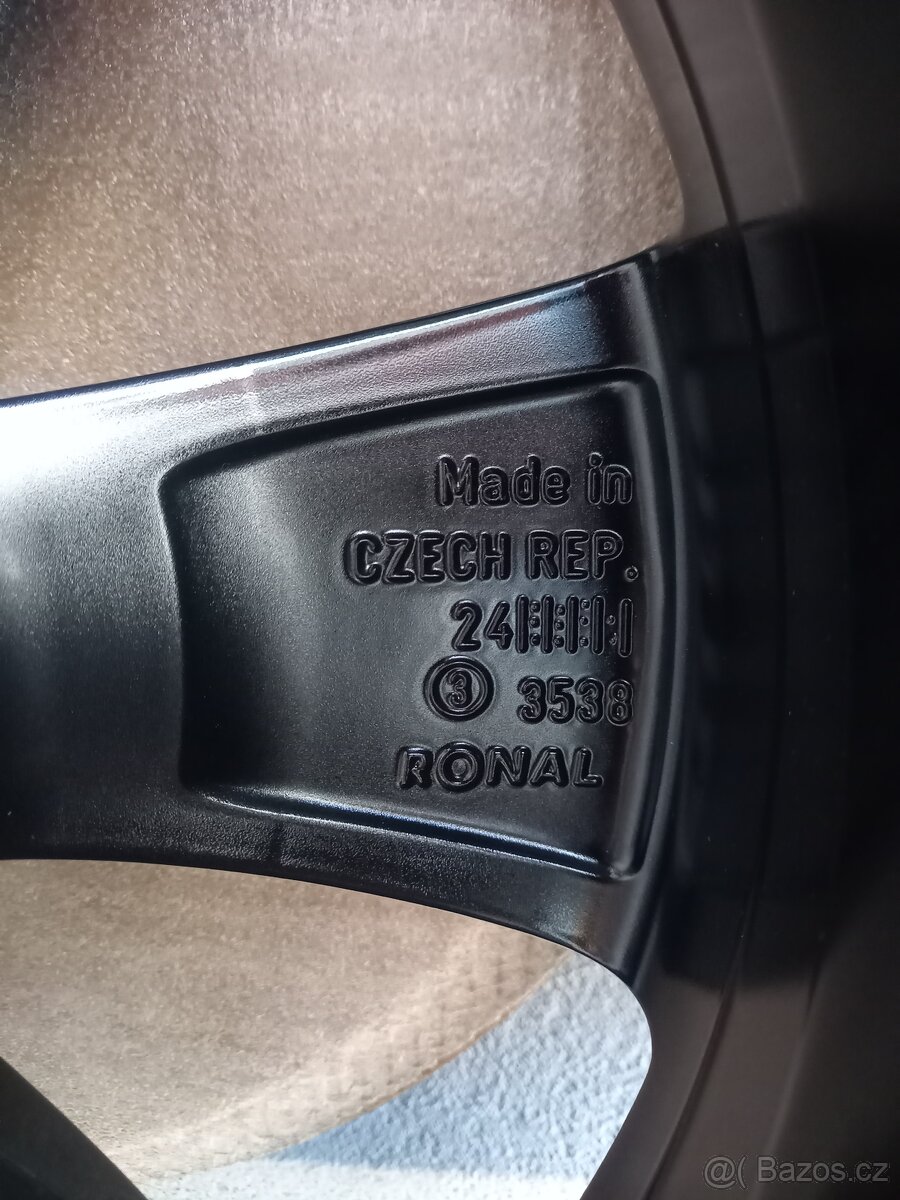 Made in
CZECH REP.
24
3 3538
RONAL
@( Bazos.cz